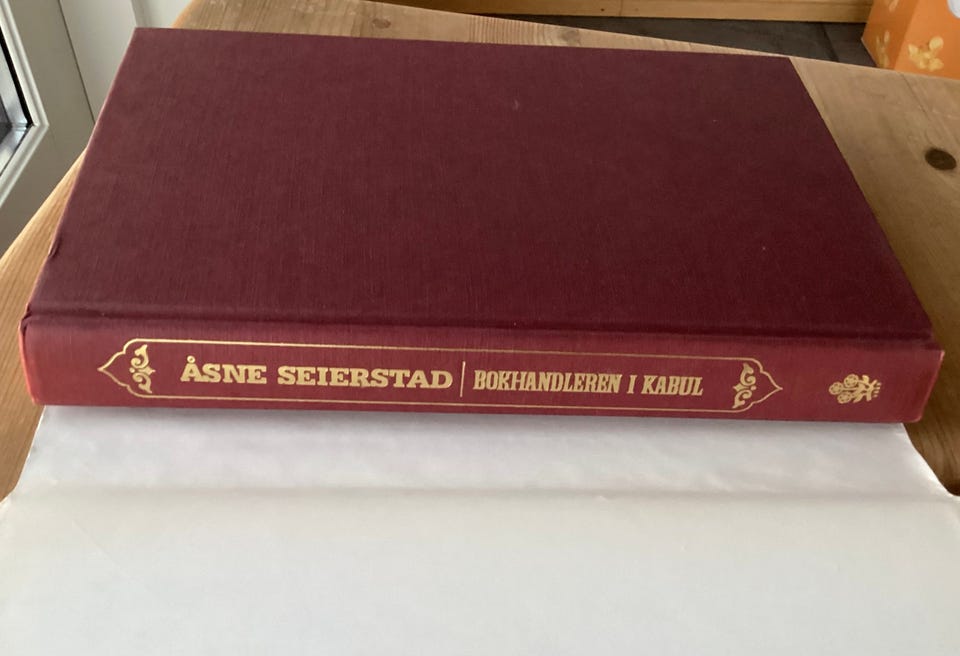 ÅSNE SEIERSTAD | BOKHANDLEREN I KABUL